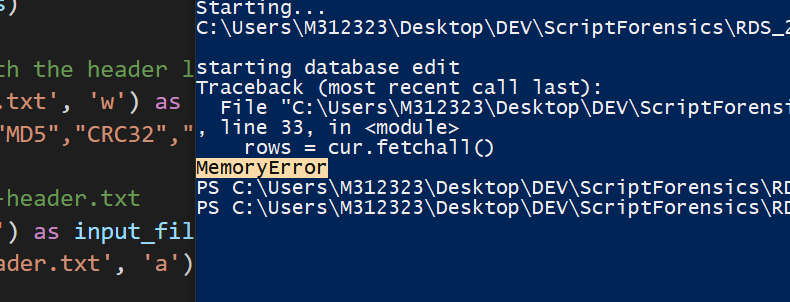 s)
th the header l
.txt', 'w') as
"MD5","CRC32","
-header.txt
') as input_fil
ader.txt', 'a')
Starting...
C:\Users\M312323\Desktop\DEV\ScriptForensics\RDS_2
starting database edit
Traceback (most recent call last):
File "C:\Users\M312323\Desktop\DEV\ScriptForensi
, line 33, in <module>
rows = cur.fetchall()
MemoryError
PS C:\Users\M312323\Desktop\DEV\ScriptForensics\RD
PS C:\Users\M312323\Desktop\DEV\ScriptForensics\RD